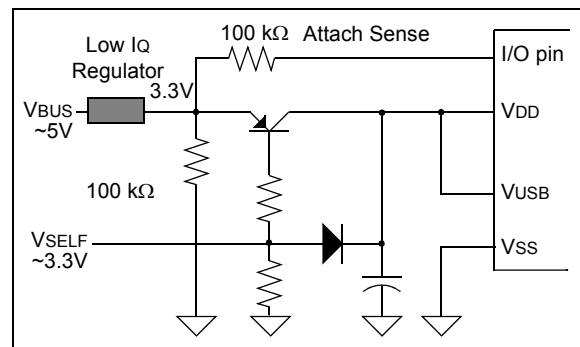 100 kΩ Attach Sense
Low IQ
Regulator
I/O pin
3.3V
VBUS
~5V
VDD
100 kΩ
VUSB
VSELF
~3.3V
VSS